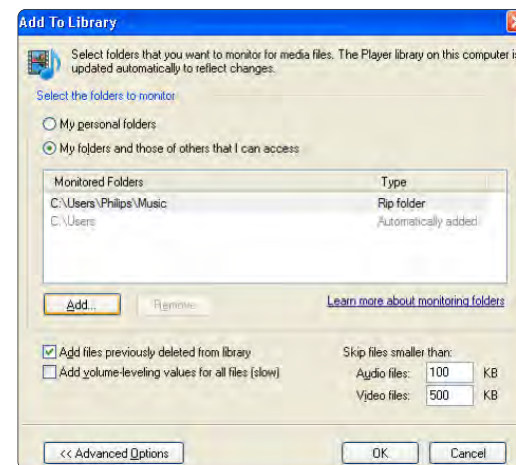 Add To Library
Select folders that you want to monitor for media files. The Player library on this computer is
updated automatically to reflect changes.
Select the folders to monitor
My personal folders
My folders and those of others that I can access
Monitored Folders Type
C:\Users\Philips\Music Rip folder
C:\Users Automatically added
Add... Remove
Learn more about monitoring folders
Add files previously deleted from library
Add volume-leveling values for all files (slow)
Skip files smaller than:
Audio files: 100 KB
Video files: 500 KB
<< Advanced Options OK Cancel